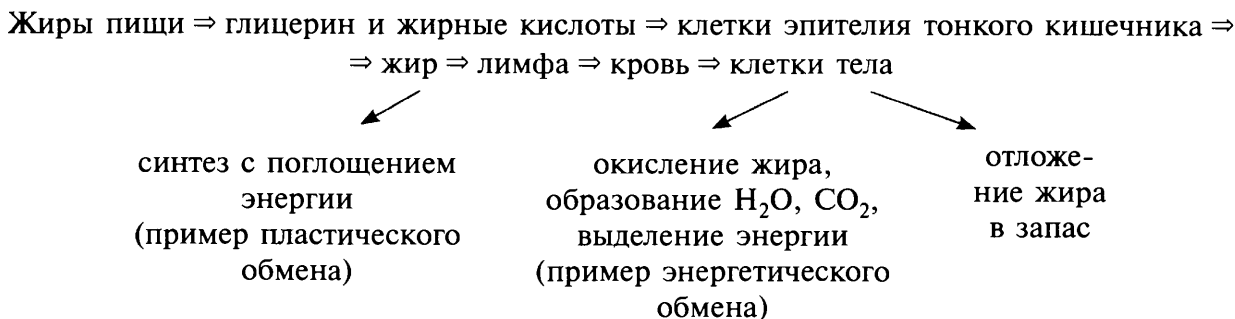 Жиры пищи ⇒ глицерин и жирные кислоты ⇒ клетки эпителия тонкого кишечника ⇒
⇒ жир ⇒ лимфа ⇒ кровь ⇒ клетки тела
синтез с поглощением
энергии
(пример пластического
обмена)
окисление жира,
образование H₂O, CO₂,
выделение энергии
(пример энергетического
обмена)
отложе-
ние жира
в запас